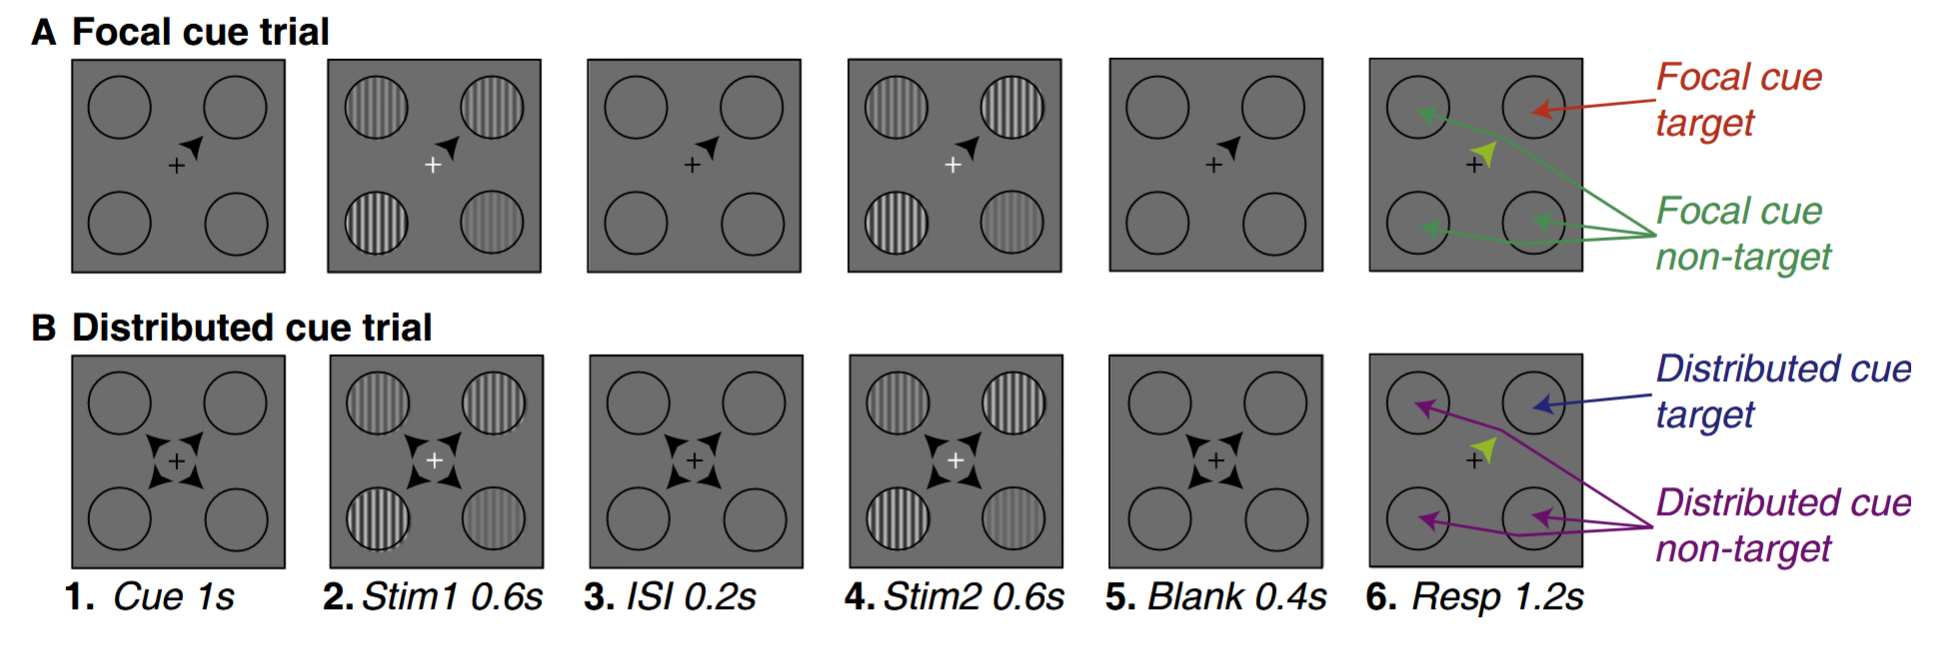 A Focal cue trial
Focal cue
target
Focal cue
non-target
B Distributed cue trial
Distributed cue
target
Distributed cue
non-target
1. Cue 1s
2. Stim1 0.6s
3. ISI 0.2s
4. Stim2 0.6s
5. Blank 0.4s
6. Resp 1.2s